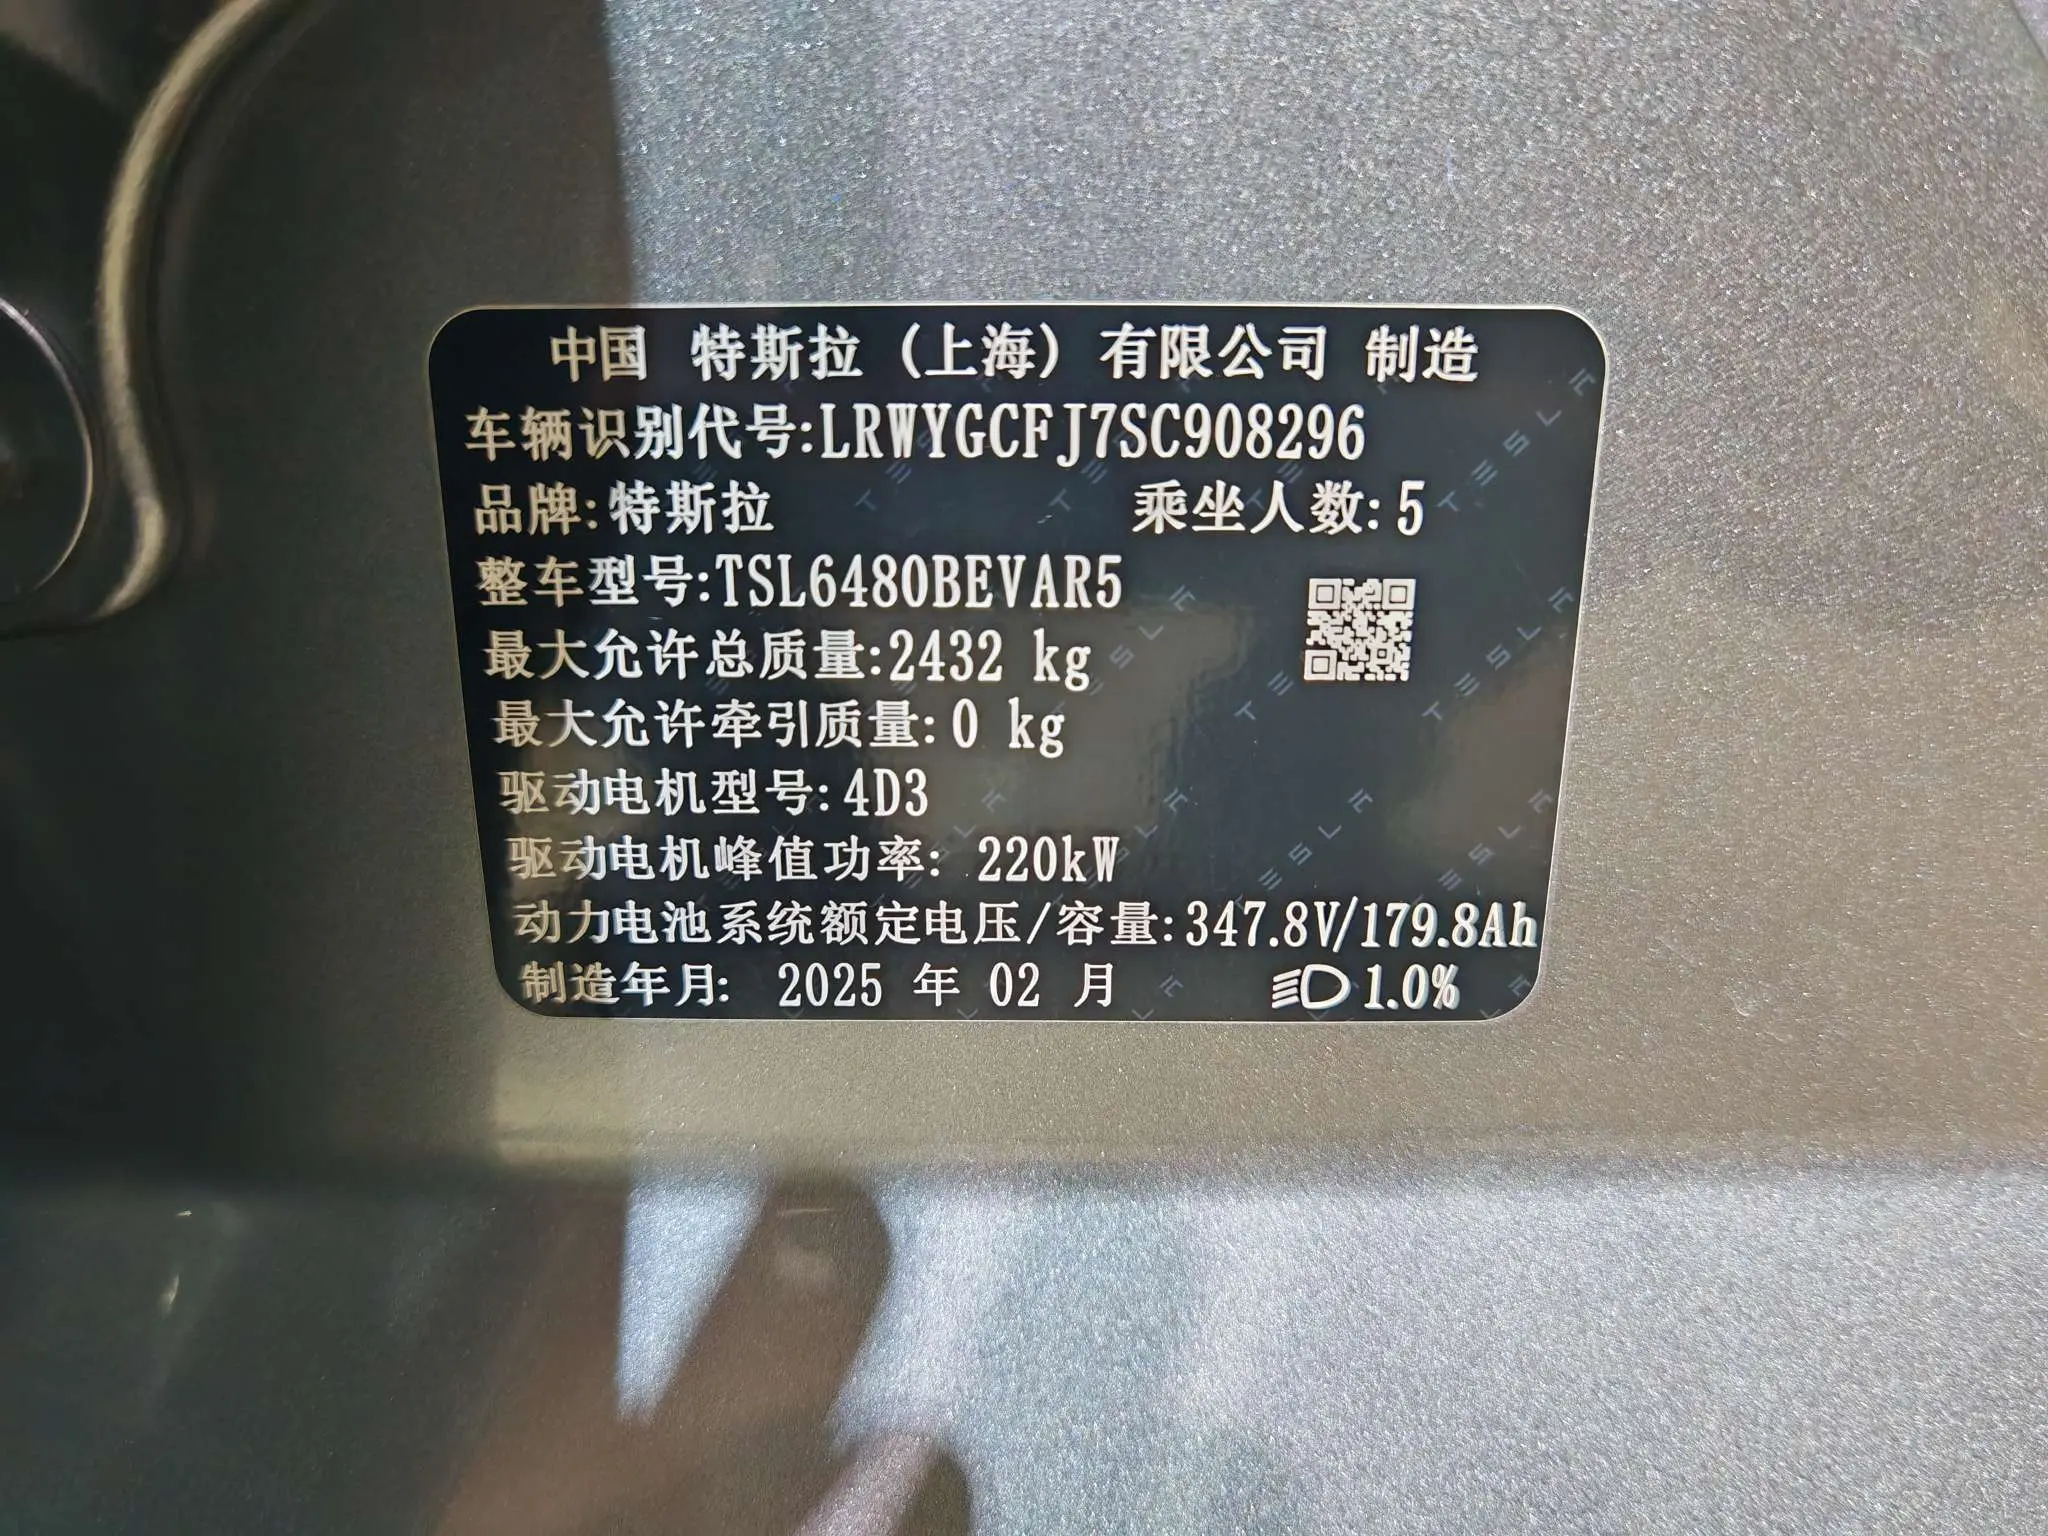 中国 特斯拉 (上海) 有限公司 制造
车辆识别代号:LRWYGCFJ7SC908296
品牌:特斯拉 乘坐人数:5
整车型号:TSL6480BEVAR5
最大允许总质量:2432 kg
最大允许牵引质量:0 kg
驱动电机型号:4D3
驱动电机峰值功率: 220kW
动力电池系统额定电压/容量:347.8V/179.8Ah
制造年月: 2025 年 02 月 1.0%